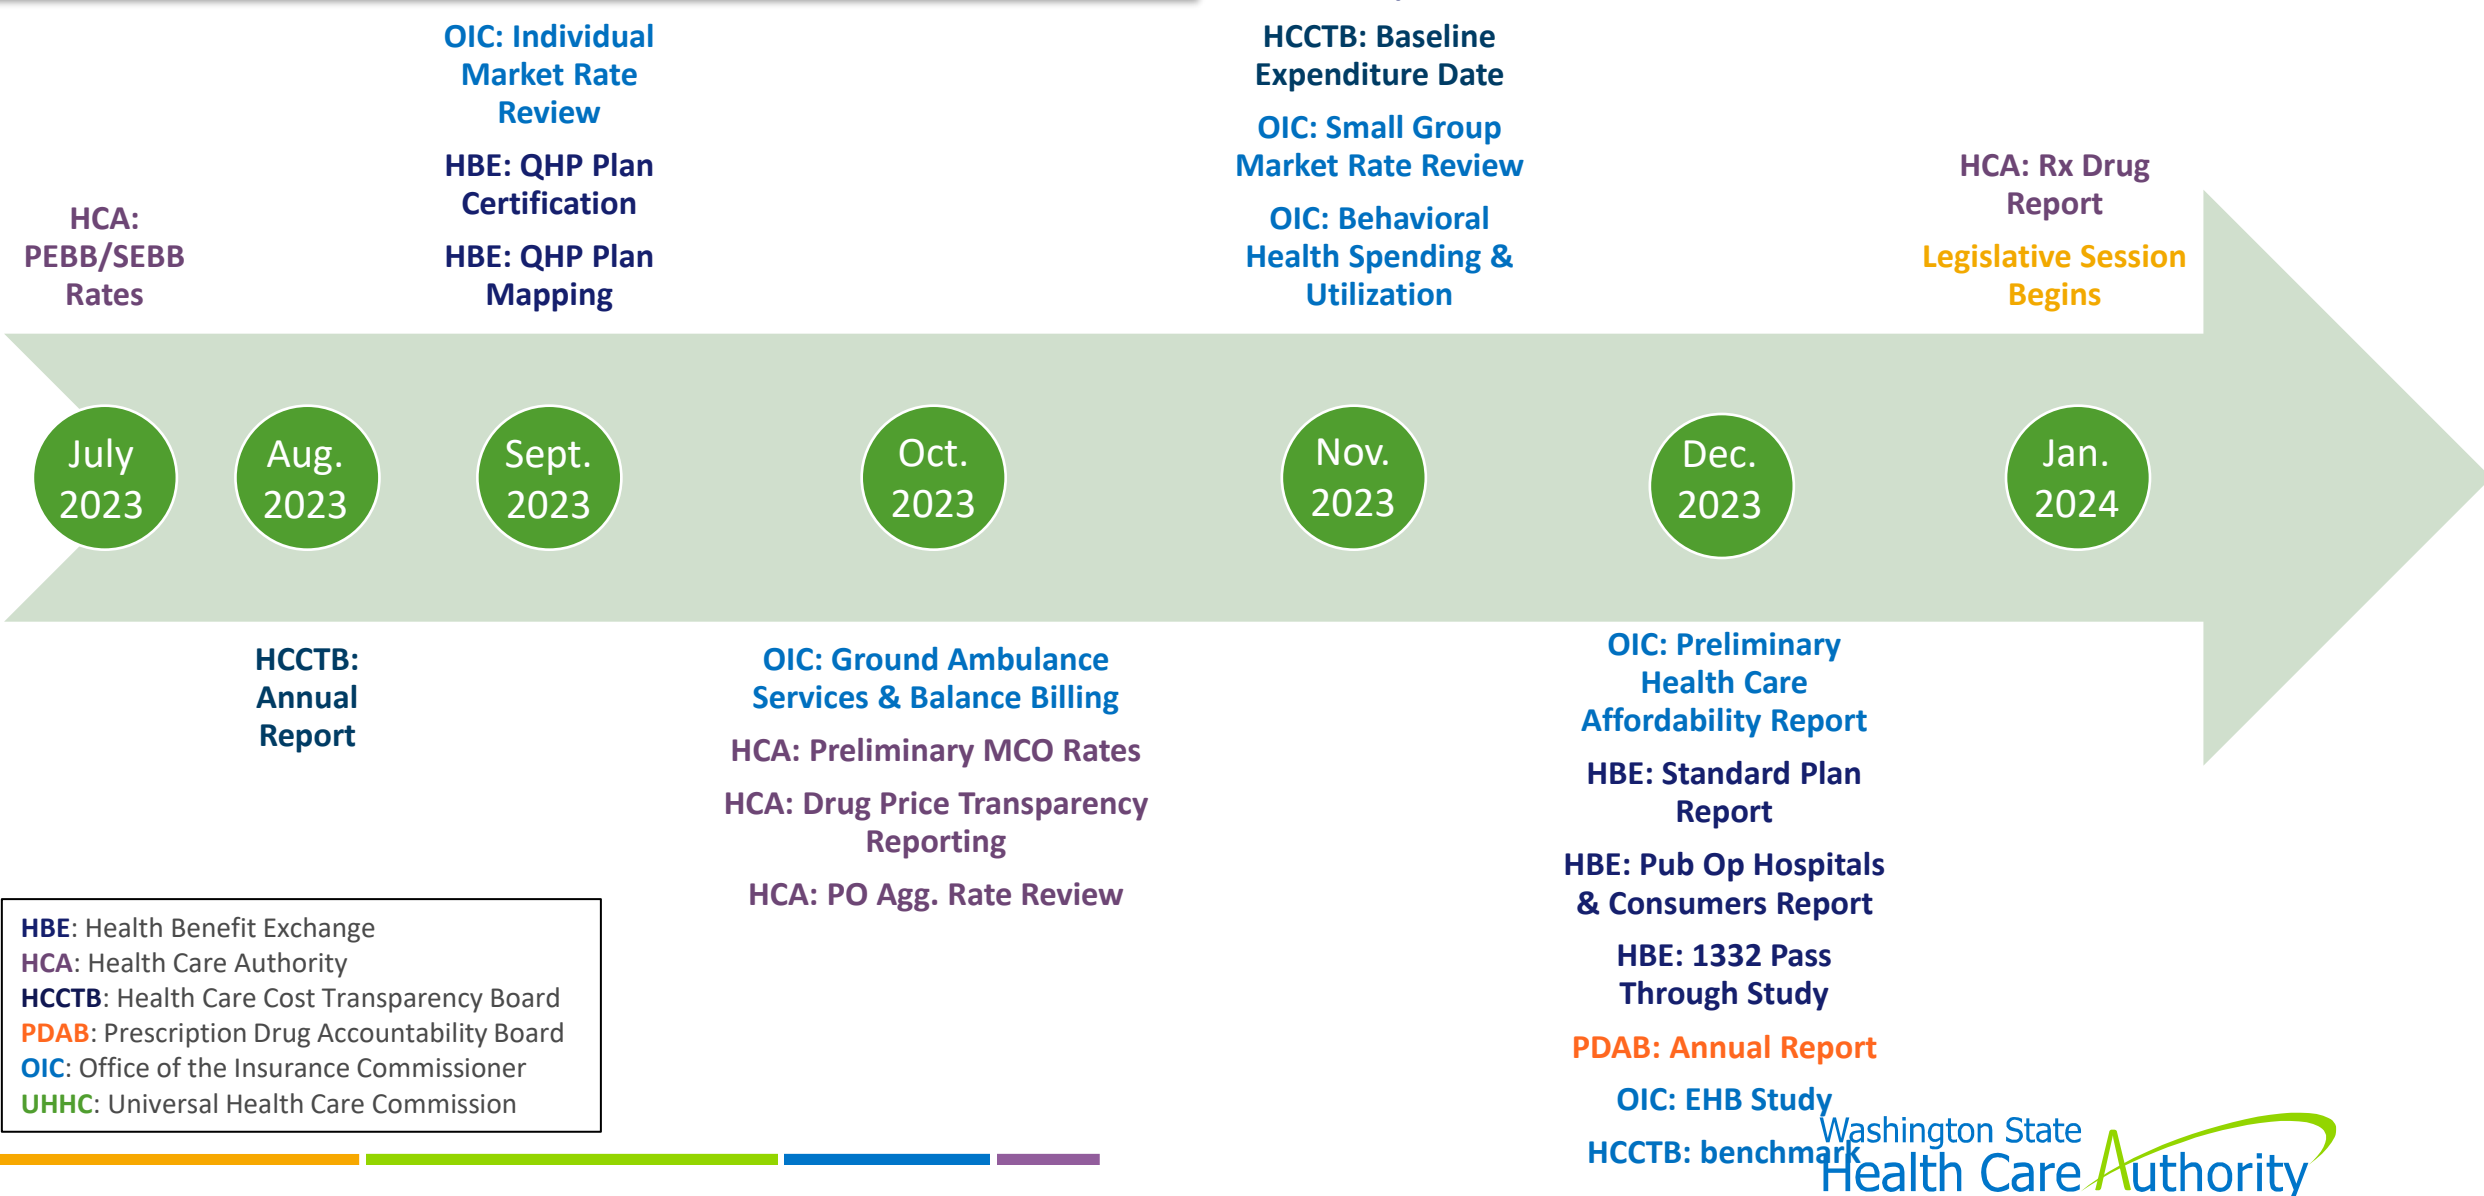 OIC: Individual
Market Rate
Review
HBE: QHP Plan
Certification
HBE: QHP Plan
Mapping
HCCTB: Baseline
Expenditure Date
OIC: Small Group
Market Rate Review
OIC: Behavioral
Health Spending &
Utilization
HCA: Rx Drug
Report
Legislative Session
Begins
HCA:
PEBB/SEBB
Rates
July
2023
Aug.
2023
Sept.
2023
Oct.
2023
Nov.
2023
Dec.
2023
Jan.
2024
HCCTB:
Annual
Report
OIC: Ground Ambulance
Services & Balance Billing
HCA: Preliminary MCO Rates
HCA: Drug Price Transparency
Reporting
HCA: PO Agg. Rate Review
OIC: Preliminary
Health Care
Affordability Report
HBE: Standard Plan
Report
HBE: Pub Op Hospitals
& Consumers Report
HBE: 1332 Pass
Through Study
PDAB: Annual Report
OIC: EHB Study
HCCTB: benchmark
HBE: Health Benefit Exchange
HCA: Health Care Authority
HCCTB: Health Care Cost Transparency Board
PDAB: Prescription Drug Accountability Board
OIC: Office of the Insurance Commissioner
UHHC: Universal Health Care Commission
Washington State
Health Care Authority